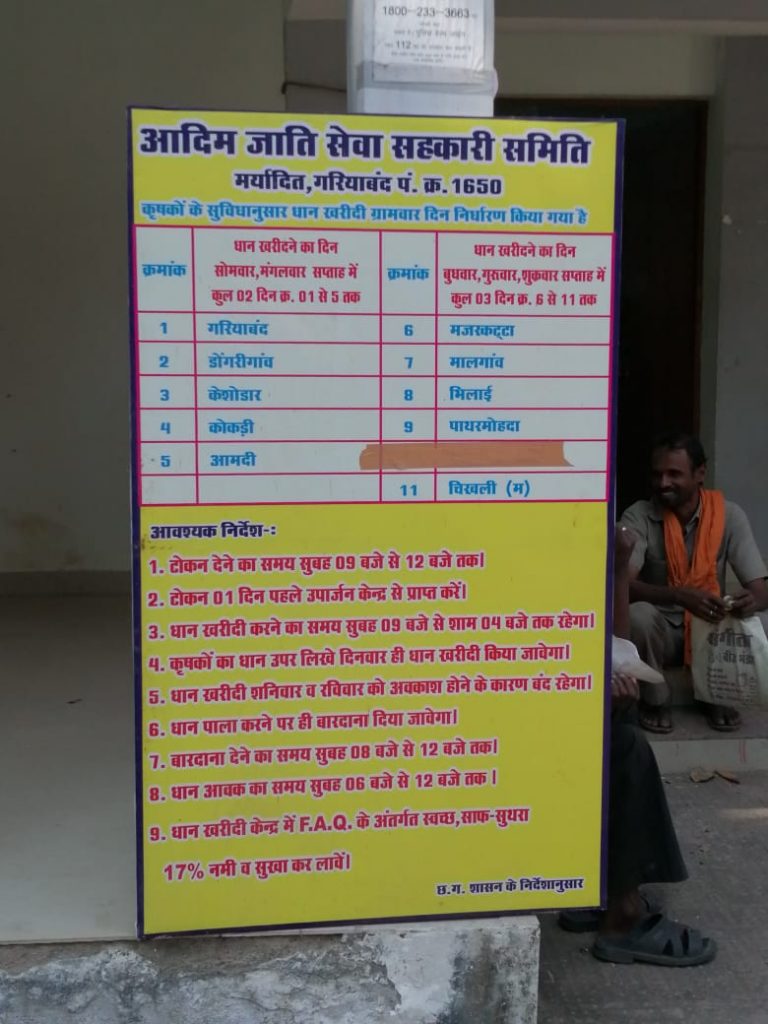 1800-233-3663
112
आदिम जाति सेवा सहकारी समिति
मर्यादित,गरियाबंद पं. क्र. 1650
कृषकों के सुविधानुसार धान खरीदी ग्रामवार दिन निर्धारण किया गया है
क्रमांक धान खरीदने का दिन सोमवार,मंगलवार सप्ताह में कुल 02 दिन क्र. 01 से 5 तक क्रमांक धान खरीदने का दिन बुधवार,गुरूवार,शुक्रवार सप्ताह में कुल 03 दिन क्र. 6 से 11 तक
1 गरियाबंद 6 मजरकट्टा
2 डोंगरीगांव 7 मालगांव
3 केशोडार 8 भिलाई
4 कोकड़ी 9 पाथरमोहदा
5 आमदी
11 चिखली (म)
आवश्यक निर्देश-:
1. टोकन देने का समय सुबह 09 बजे से 12 बजे तक।
2. टोकन 01 दिन पहले उपार्जन केन्द्र से प्राप्त करें।
3. धान खरीदी करने का समय सुबह 09 बजे से शाम 04 बजे तक रहेगा।
4. कृषकों का धान उपर लिखे दिनवार ही धान खरीदी किया जावेगा।
5. धान खरीदी शनिवार व रविवार को अवकाश होने के कारण बंद रहेगा।
6. धान पाला करने पर ही बारदाना दिया जावेगा।
7. बारदाना देने का समय सुबह 08 बजे से 12 बजे तक।
8. धान आवक का समय सुबह 06 बजे से 12 बजे तक ।
9. धान खरीदी केन्द्र में F.A.Q. के अंतर्गत स्वच्छ,साफ-सुथरा
17% नमी व सुखा कर लावें।
छ.ग. शासन के निर्देशानुसार